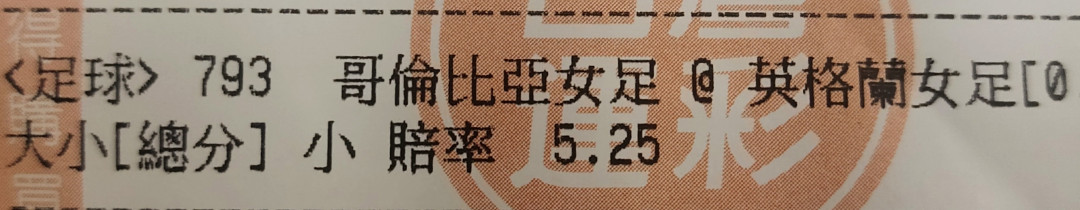 <足球> 793 哥倫比亞女足 @ 英格蘭女足[0
大小[總分] 小 賠率 5.25